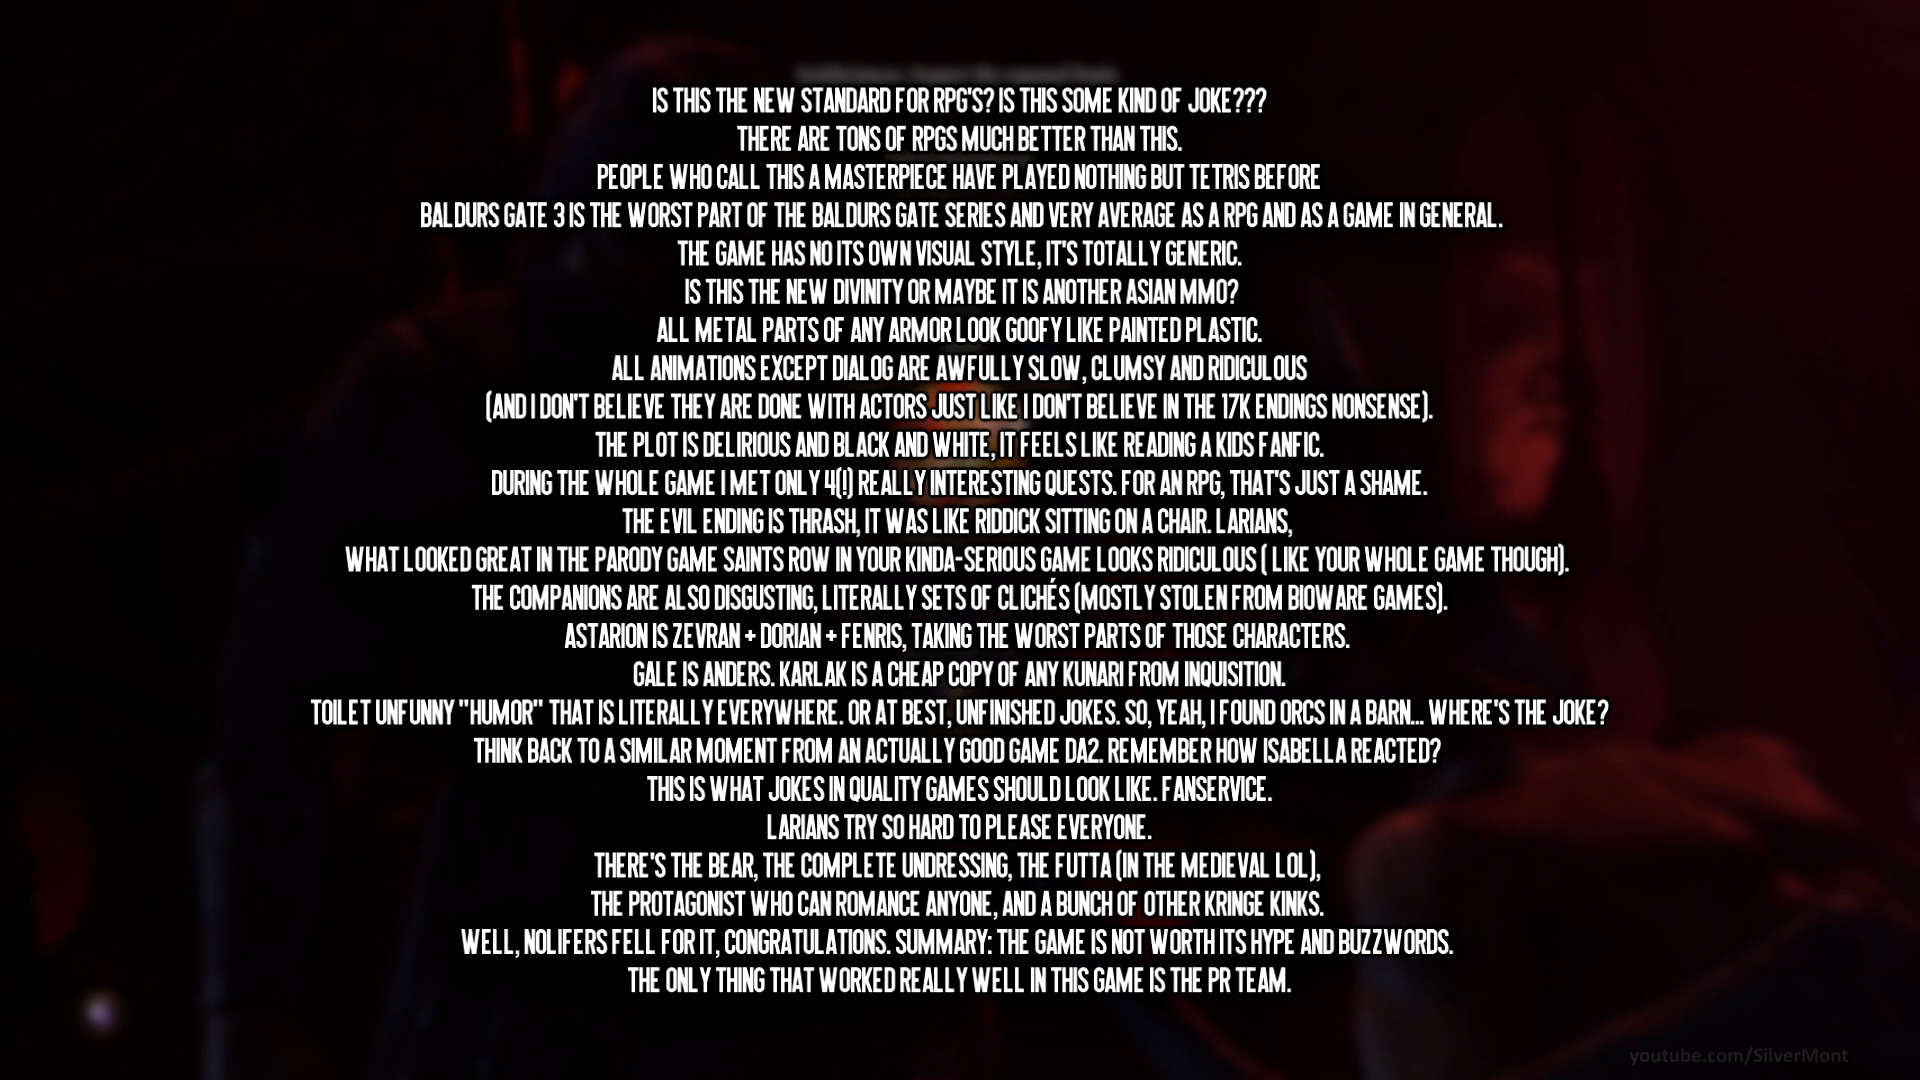 IS THIS THE NEW STANDARD FOR RPG'S? IS THIS SOME KIND OF JOKE???
THERE ARE TONS OF RPGS MUCH BETTER THAN THIS.
PEOPLE WHO CALL THIS A MASTERPIECE HAVE PLAYED NOTHING BUT TETRIS BEFORE
BALDURS GATE 3 IS THE WORST PART OF THE BALDURS GATE SERIES AND VERY AVERAGE AS A RPG AND AS A GAME IN GENERAL.
THE GAME HAS NO ITS OWN VISUAL STYLE, IT'S TOTALLY GENERIC.
IS THIS THE NEW DIVINITY OR MAYBE IT IS ANOTHER ASIAN MMO?
ALL METAL PARTS OF ANY ARMOR LOOK GOOFY LIKE PAINTED PLASTIC.
ALL ANIMATIONS EXCEPT DIALOG ARE AWFULLY SLOW, CLUMSY AND RIDICULOUS
(AND I DON'T BELIEVE THEY ARE DONE WITH ACTORS JUST LIKE I DON'T BELIEVE IN THE 17K ENDINGS NONSENSE).
THE PLOT IS DELIRIOUS AND BLACK AND WHITE, IT FEELS LIKE READING A KIDS FANFIC.
DURING THE WHOLE GAME I MET ONLY 4(!) REALLY INTERESTING QUESTS. FOR AN RPG, THAT'S JUST A SHAME.
THE EVIL ENDING IS THRASH, IT WAS LIKE RIDDICK SITTING ON A CHAIR. LARIANS,
WHAT LOOKED GREAT IN THE PARODY GAME SAINTS ROW IN YOUR KINDA-SERIOUS GAME LOOKS RIDICULOUS ( LIKE YOUR WHOLE GAME THOUGH).
THE COMPANIONS ARE ALSO DISGUSTING, LITERALLY SETS OF CLICHÉS (MOSTLY STOLEN FROM BIOWARE GAMES).
ASTARION IS ZEVRAN + DORIAN + FENRIS, TAKING THE WORST PARTS OF THOSE CHARACTERS.
GALE IS ANDERS. KARLAK IS A CHEAP COPY OF ANY KUNARI FROM INQUISITION.
TOILET UNFUNNY "HUMOR" THAT IS LITERALLY EVERYWHERE. OR AT BEST, UNFINISHED JOKES. SO, YEAH, I FOUND ORCS IN A BARN... WHERE'S THE JOKE?
THINK BACK TO A SIMILAR MOMENT FROM AN ACTUALLY GOOD GAME DA2. REMEMBER HOW ISABELLA REACTED?
THIS IS WHAT JOKES IN QUALITY GAMES SHOULD LOOK LIKE. FANSERVICE.
LARIANS TRY SO HARD TO PLEASE EVERYONE.
THERE'S THE BEAR, THE COMPLETE UNDRESSING, THE FUTTA (IN THE MEDIEVAL LOL),
THE PROTAGONIST WHO CAN ROMANCE ANYONE, AND A BUNCH OF OTHER KRINGE KINKS.
WELL, NOLIFERS FELL FOR IT, CONGRATULATIONS. SUMMARY: THE GAME IS NOT WORTH ITS HYPE AND BUZZWORDS.
THE ONLY THING THAT WORKED REALLY WELL IN THIS GAME IS THE PR TEAM.
youtube.com/SilverMont